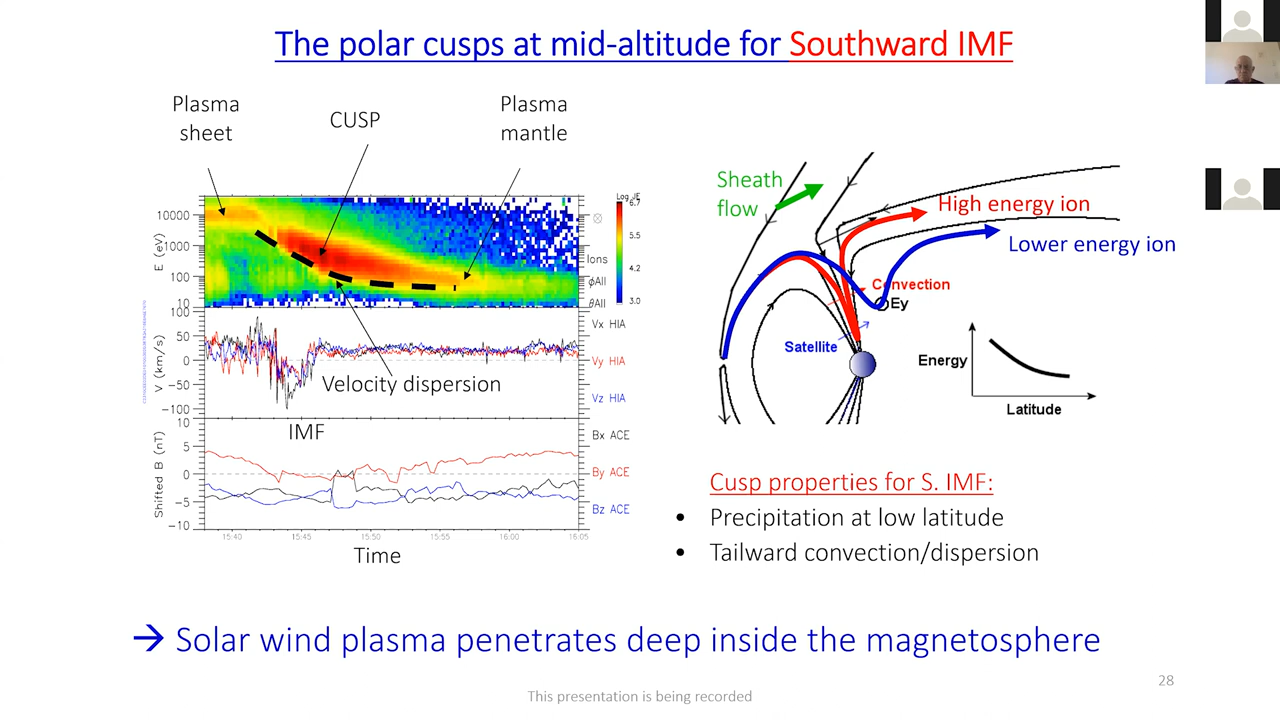 The polar cusps at mid-altitude for Southward IMF
Plasma
sheet
CUSP
Plasma
mantle
Log JE
10000
1000
100
10
E (eV)
6.7
5.5
4.2
3.0
Ions
φAll
θAll
100
50
0
-50
-100
V (km/s)
Vx HIA
Vy HIA
Vz HIA
Velocity dispersion
IMF
10
5
0
-5
-10
Shifted B (nT)
Bx ACE
By ACE
Bz ACE
15:40
15:45
15:50
15:55
16:00
16:05
Time
Sheath
flow
High energy ion
Lower energy ion
Convection
Ey
Satellite
Energy
Latitude
Cusp properties for S. IMF:
• Precipitation at low latitude
• Tailward convection/dispersion
→ Solar wind plasma penetrates deep inside the magnetosphere
28
This presentation is being recorded